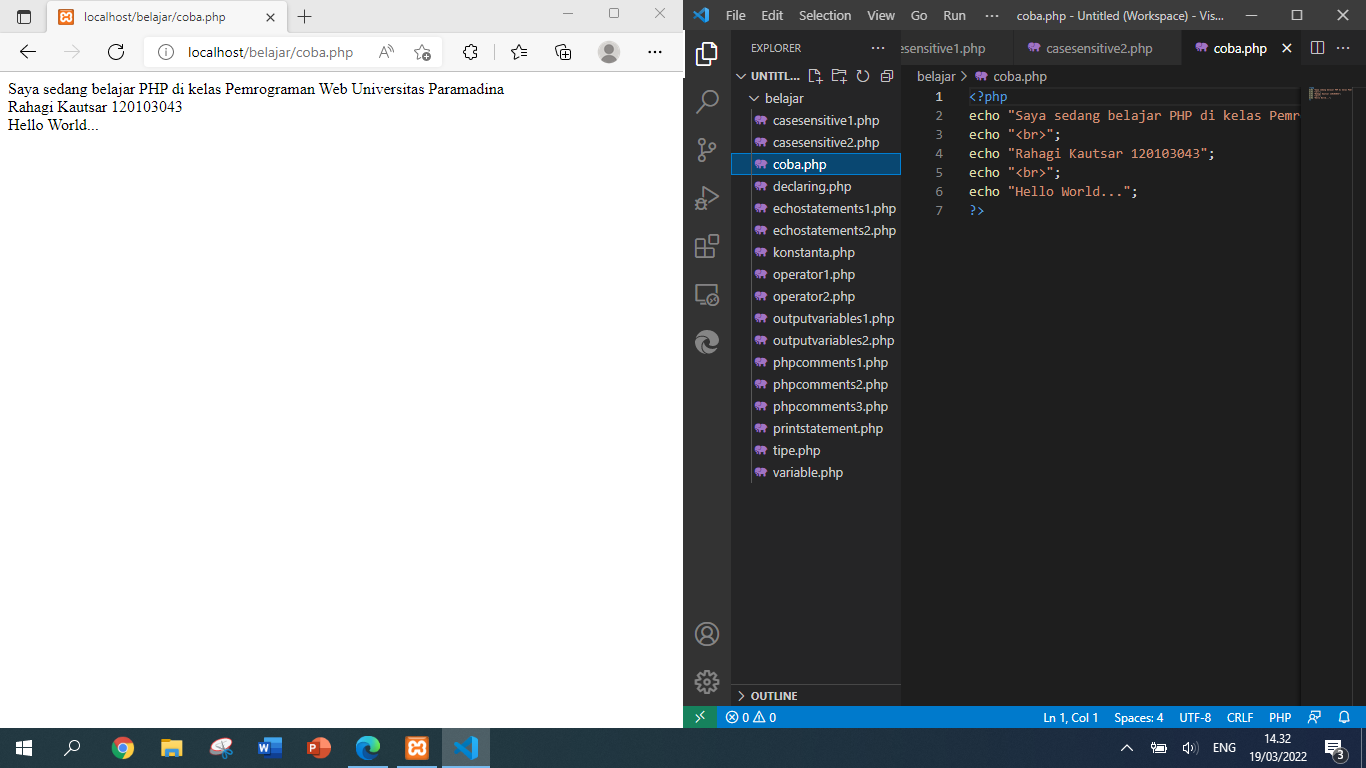 localhost/belajar/coba.php
localhost/belajar/coba.php
Saya sedang belajar PHP di kelas Pemrograman Web Universitas Paramadina
Rahagi Kautsar 120103043
Hello World...
File Edit Selection View Go Run ··· coba.php - Untitled (Workspace) - Vis...
EXPLORER ···
esensitive1.php casesensitive2.php coba.php ···
UNTITL...
belajar > coba.php
belajar
casesensitive1.php
casesensitive2.php
coba.php
declaring.php
echostatements1.php
echostatements2.php
konstanta.php
operator1.php
operator2.php
outputvariables1.php
outputvariables2.php
phpcomments1.php
phpcomments2.php
phpcomments3.php
printstatement.php
tipe.php
variable.php
OUTLINE
1 <?php
2 echo "Saya sedang belajar PHP di kelas Pemr
3 echo "<br>";
4 echo "Rahagi Kautsar 120103043";
5 echo "<br>";
6 echo "Hello World...";
7 ?>
0 0 Ln 1, Col 1 Spaces: 4 UTF-8 CRLF PHP
ENG 14.32
19/03/2022
3